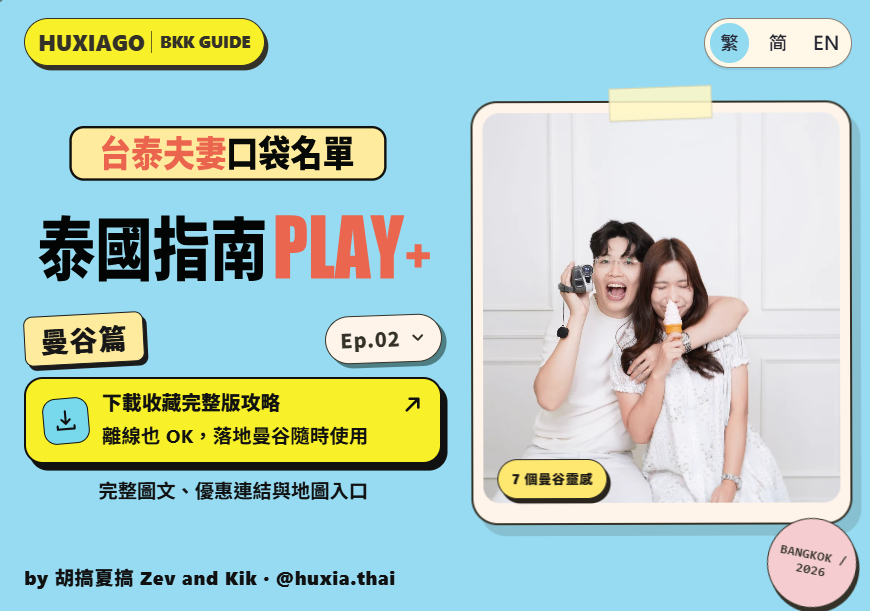 HUXIAGO | BKK GUIDE
繁 简 EN
台泰夫妻口袋名單
泰國指南PLAY+
曼谷篇
Ep.02
下載收藏完整版攻略
離線也 OK，落地曼谷隨時使用
完整圖文、優惠連結與地圖入口
by 胡搞夏搞 Zev and Kik・@huxia.thai
7 個曼谷靈感
BANGKOK /
2026